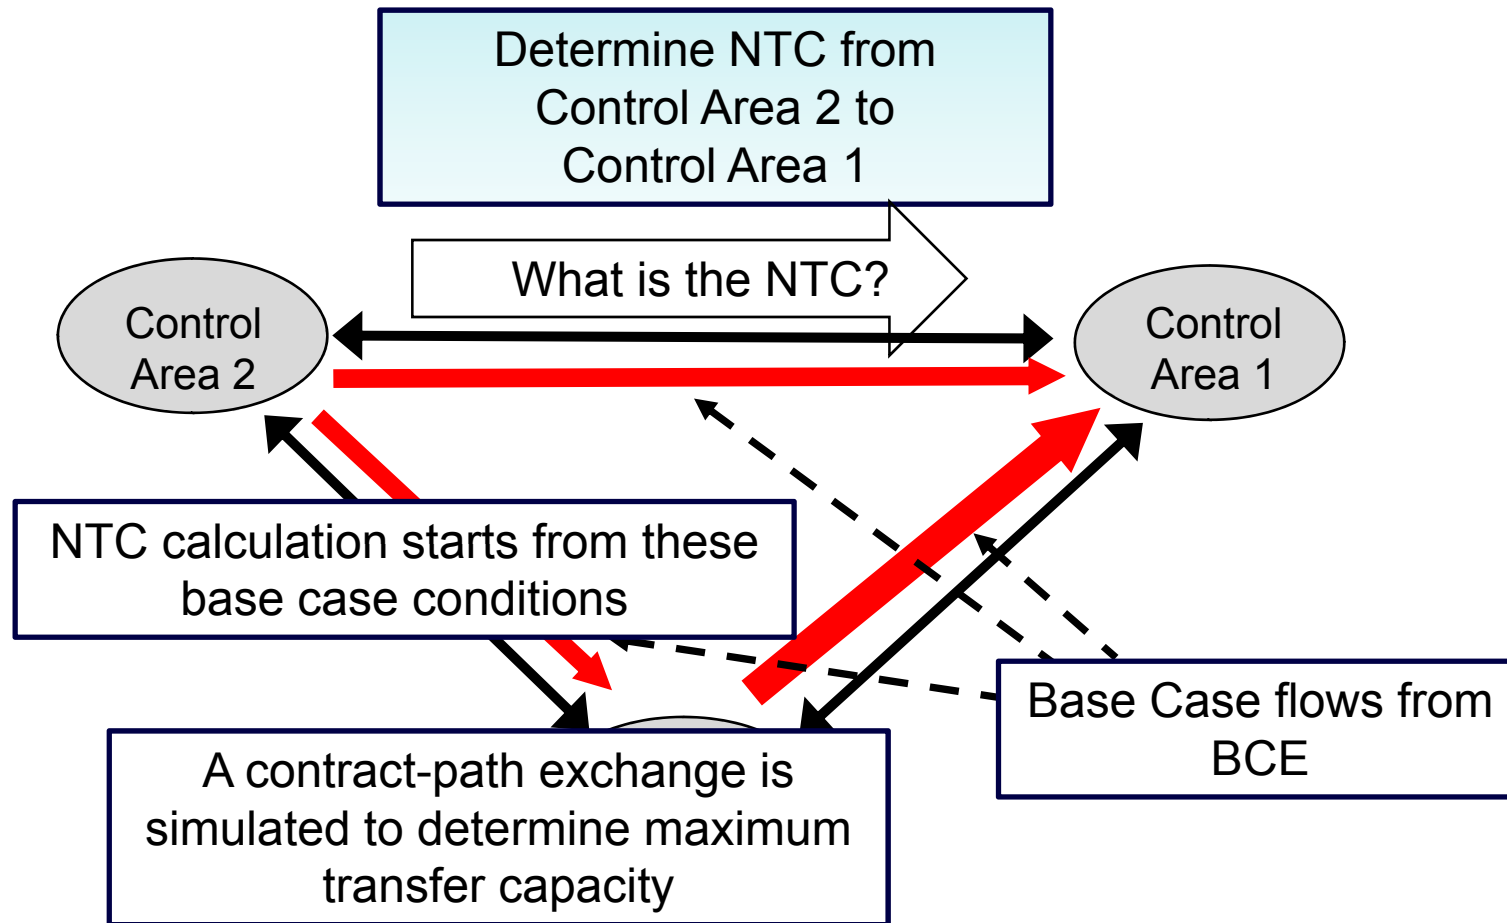 Determine NTC from
Control Area 2 to
Control Area 1
What is the NTC?
Control
Area 2
Control
Area 1
NTC calculation starts from these
base case conditions
Base Case flows from
BCE
A contract-path exchange is
simulated to determine maximum
transfer capacity